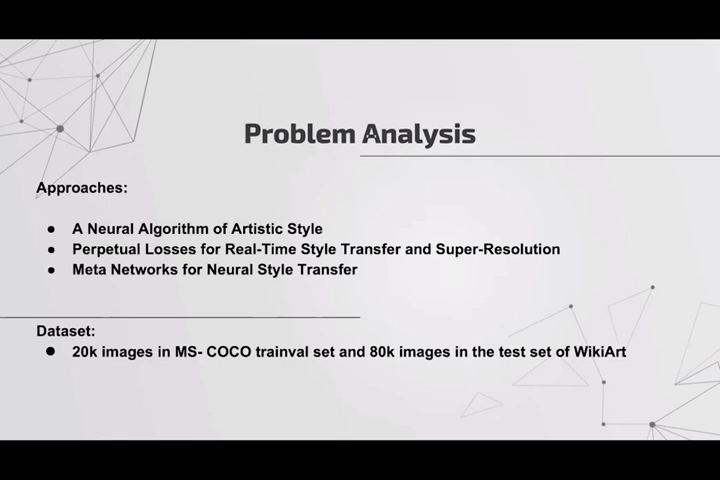 Problem Analysis
Approaches:
● A Neural Algorithm of Artistic Style
● Perpetual Losses for Real-Time Style Transfer and Super-Resolution
● Meta Networks for Neural Style Transfer
Dataset:
● 20k images in MS- COCO trainval set and 80k images in the test set of WikiArt